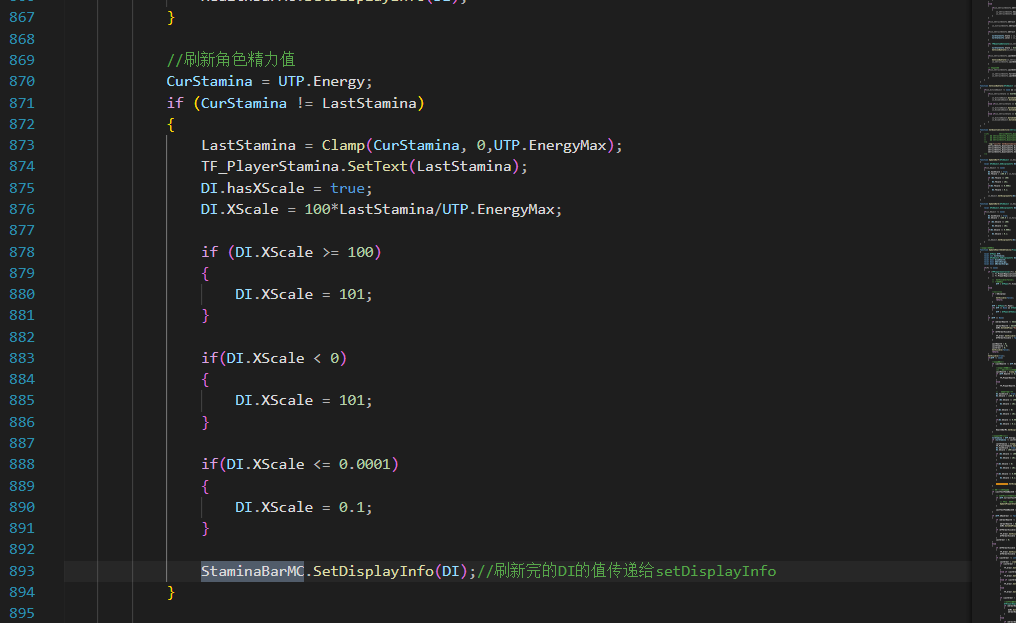 867 }
868
869 //刷新角色精力值
870 CurStamina = UTP.Energy;
871 if (CurStamina != LastStamina)
872 {
873 LastStamina = Clamp(CurStamina, 0,UTP.EnergyMax);
874 TF_PlayerStamina.SetText(LastStamina);
875 DI.hasXScale = true;
876 DI.XScale = 100*LastStamina/UTP.EnergyMax;
877
878 if (DI.XScale >= 100)
879 {
880 DI.XScale = 101;
881 }
882
883 if(DI.XScale < 0)
884 {
885 DI.XScale = 101;
886 }
887
888 if(DI.XScale <= 0.0001)
889 {
890 DI.XScale = 0.1;
891 }
892
893 StaminaBarMC.SetDisplayInfo(DI);//刷新完的DI的值传递给setDisplayInfo
894 }
895